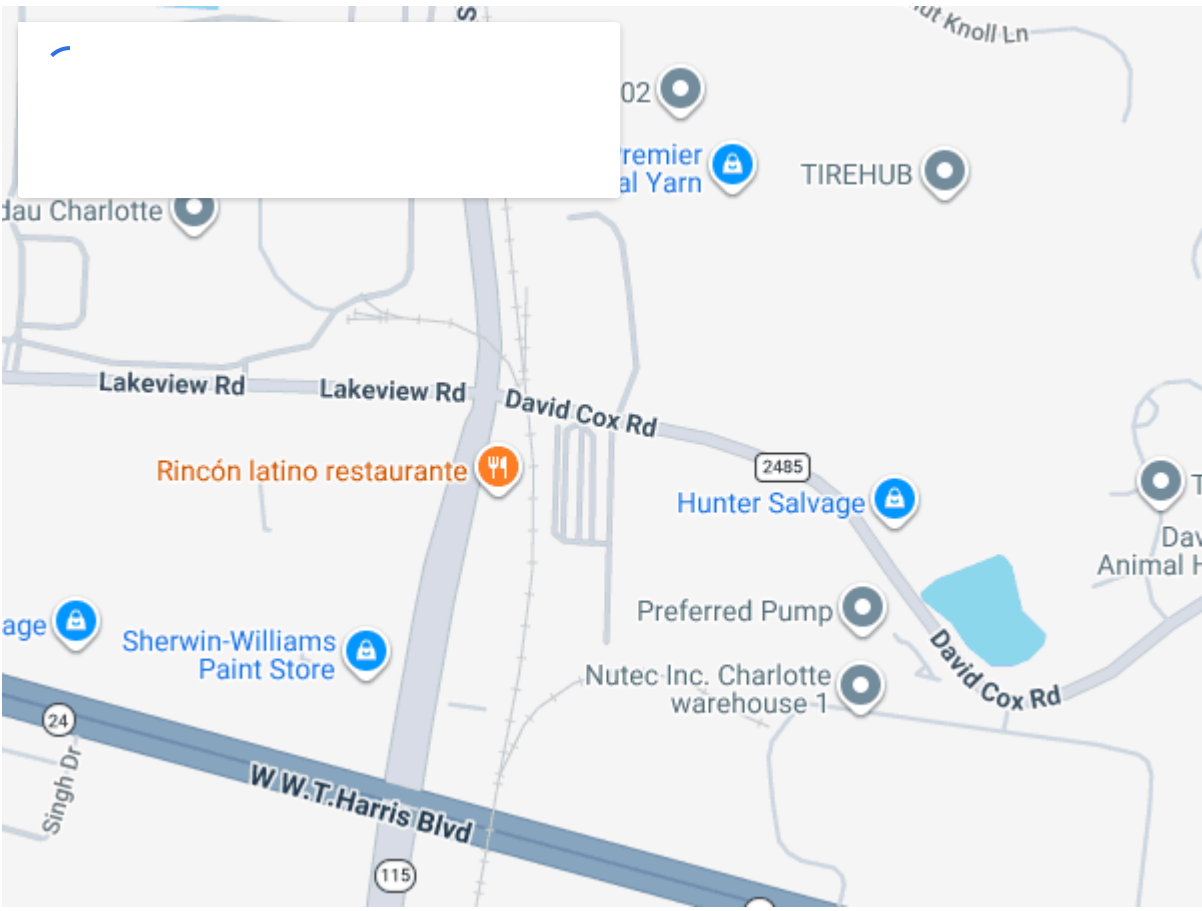 S
ut Knoll Ln
02
remier
al Yarn
TIREHUB
dau Charlotte
Lakeview Rd
Lakeview Rd
David Cox Rd
2485
Rincón latino restaurante
Hunter Salvage
T
Dav
Animal H
Preferred Pump
age
Sherwin-Williams
Paint Store
David Cox Rd
Nutec Inc. Charlotte
warehouse 1
24
Singh Dr
W W.T.Harris Blvd
115